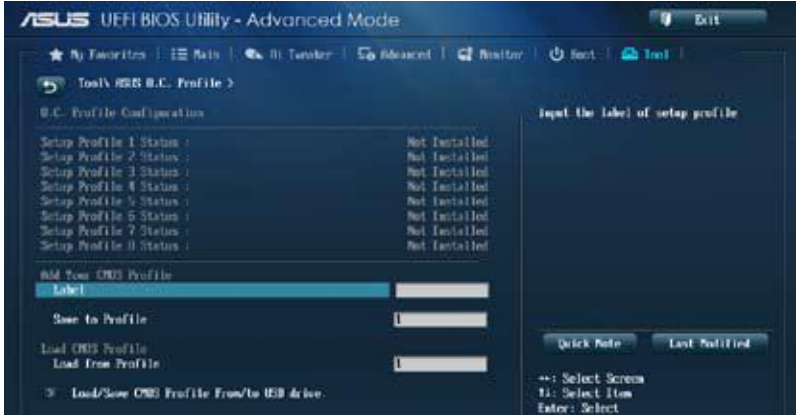 ASUS UEFI BIOS Utility - Advanced Mode
Exit
My Favorites | Main | Ai Tweaker | Advanced | Monitor | Boot | Tool
Tool\ ASUS O.C. Profile >
O.C. Profile Configuration
Input the label of setup profile
Setup Profile 1 Status : Not Installed
Setup Profile 2 Status : Not Installed
Setup Profile 3 Status : Not Installed
Setup Profile 4 Status : Not Installed
Setup Profile 5 Status : Not Installed
Setup Profile 6 Status : Not Installed
Setup Profile 7 Status : Not Installed
Setup Profile 8 Status : Not Installed
Add Your CMOS Profile
Label
Save to Profile 1
Load CMOS Profile
Load from Profile 1
> Load/Save CMOS Profile From/to USB drive.
Quick Note
Last Modified
→←: Select Screen
↑↓: Select Item
Enter: Select